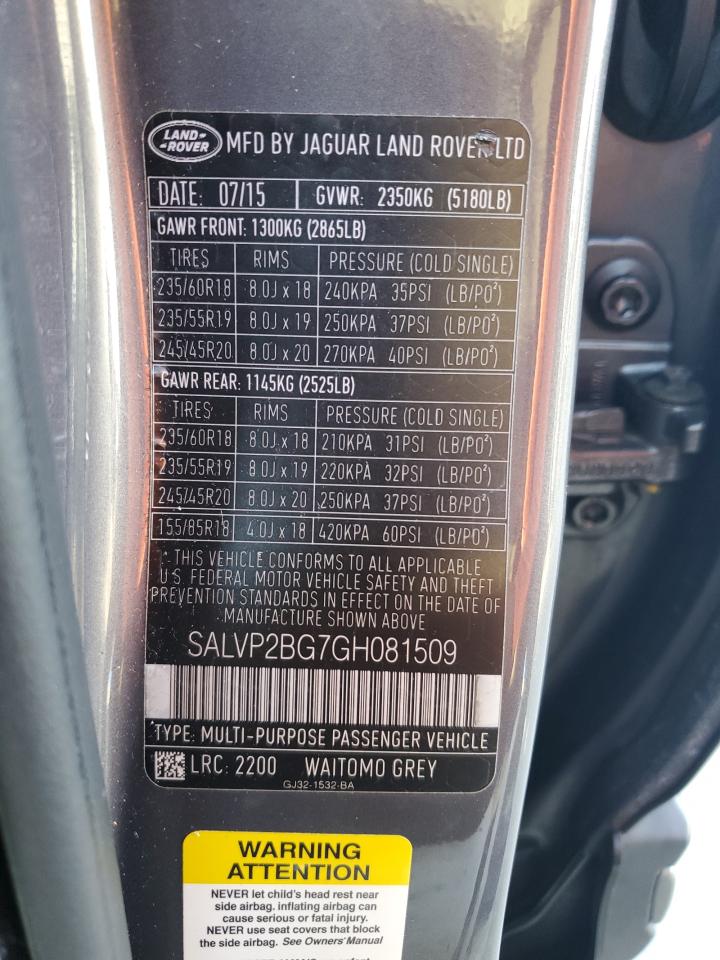 LAND-ROVER MFD BY JAGUAR LAND ROVER LTD
DATE: 07/15 GVWR: 2350KG (5180LB)
GAWR FRONT: 1300KG (2865LB)
TIRES RIMS PRESSURE (COLD SINGLE)
235/60R18 8.0J x 18 240KPA 35PSI (LB/PO²)
235/55R19 8.0J x 19 250KPA 37PSI (LB/PO²)
245/45R20 8.0J x 20 270KPA 40PSI (LB/PO²)
GAWR REAR: 1145KG (2525LB)
TIRES RIMS PRESSURE (COLD SINGLE)
235/60R18 8.0J x 18 210KPA 31PSI (LB/PO²)
235/55R19 8.0J x 19 220KPA 32PSI (LB/PO²)
245/45R20 8.0J x 20 250KPA 37PSI (LB/PO²)
155/85R18 4.0J x 18 420KPA 60PSI (LB/PO²)
THIS VEHICLE CONFORMS TO ALL APPLICABLE
U.S. FEDERAL MOTOR VEHICLE SAFETY AND THEFT
PREVENTION STANDARDS IN EFFECT ON THE DATE OF
MANUFACTURE SHOWN ABOVE.
SALVP2BG7GH081509
TYPE: MULTI-PURPOSE PASSENGER VEHICLE
LRC: 2200 WAITOMO GREY
GJ32-1532-BA
WARNING
ATTENTION
NEVER let child's head rest near
side airbag. inflating airbag can
cause serious or fatal injury.
NEVER use seat covers that block
the side airbag. See Owners' Manual